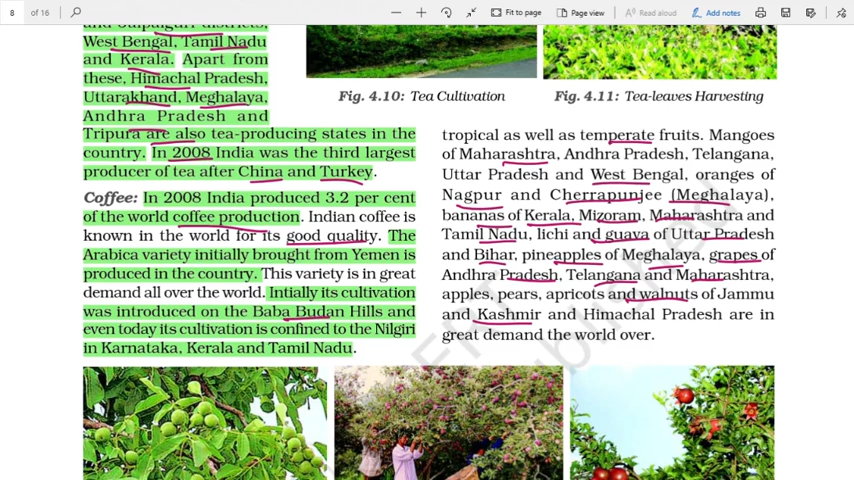 8 of 16
Fit to page
Page view
Read aloud
Add notes
and Jalpaiguri districts,
West Bengal, Tamil Nadu
and Kerala. Apart from
these, Himachal Pradesh,
Uttarakhand, Meghalaya,
Andhra Pradesh and
Tripura are also tea-producing states in the
country. In 2008 India was the third largest
producer of tea after China and Turkey.
Coffee: In 2008 India produced 3.2 per cent
of the world coffee production. Indian coffee is
known in the world for its good quality. The
Arabica variety initially brought from Yemen is
produced in the country. This variety is in great
demand all over the world. Intially its cultivation
was introduced on the Baba Budan Hills and
even today its cultivation is confined to the Nilgiri
in Karnataka, Kerala and Tamil Nadu.
Fig. 4.10: Tea Cultivation
Fig. 4.11: Tea-leaves Harvesting
tropical as well as temperate fruits. Mangoes
of Maharashtra, Andhra Pradesh, Telangana,
Uttar Pradesh and West Bengal, oranges of
Nagpur and Cherrapunjee (Meghalaya),
bananas of Kerala, Mizoram, Maharashtra and
Tamil Nadu, lichi and guava of Uttar Pradesh
and Bihar, pineapples of Meghalaya, grapes of
Andhra Pradesh, Telangana and Maharashtra,
apples, pears, apricots and walnuts of Jammu
and Kashmir and Himachal Pradesh are in
great demand the world over.